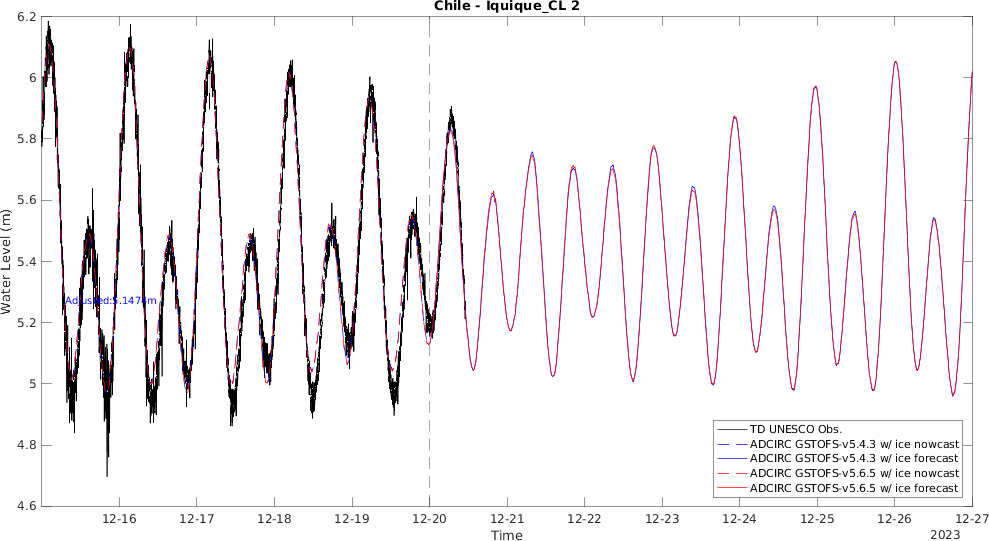 Chile - Iquique_CL 2
6.2
6
5.8
5.6
5.4
5.2
5
4.8
4.6
Water Level (m)
Adjusted:5.1474m
TD UNESCO Obs.
ADCIRC GSTOFS-v5.4.3 w/ ice nowcast
ADCIRC GSTOFS-v5.4.3 w/ ice forecast
ADCIRC GSTOFS-v5.6.5 w/ ice nowcast
ADCIRC GSTOFS-v5.6.5 w/ ice forecast
12-16 12-17 12-18 12-19 12-20 12-21 12-22 12-23 12-24 12-25 12-26 12-27
Time
2023